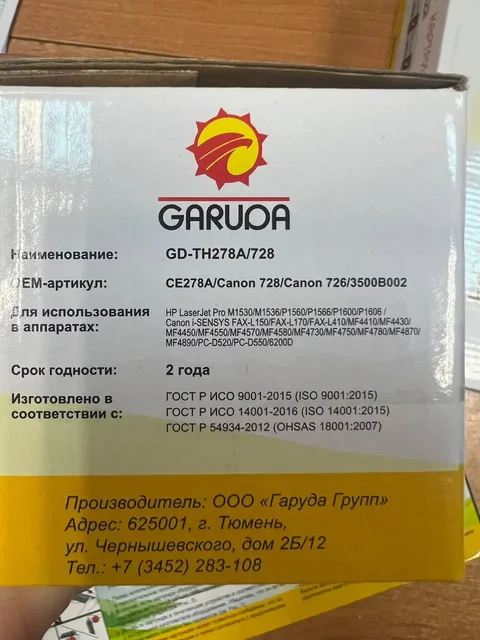 GARUDA
Наименование: GD-TH278A/728
OEM-артикул: CE278A/Canon 728/Canon 726/3500B002
Для использования в аппаратах:
HP LaserJet Pro M1530/M1536/P1560/P1566/P1600/P1606 /
Canon i-SENSYS FAX-L150/FAX-L170/FAX-L410/MF4410/MF4430/
MF4450/MF4550/MF4570/MF4580/MF4730/MF4750/MF4780/MF4870/
MF4890/PC-D520/PC-D550/6200D
Срок годности: 2 года
Изготовлено в соответствии с:
ГОСТ Р ИСО 9001-2015 (ISO 9001:2015)
ГОСТ Р ИСО 14001-2016 (ISO 14001:2015)
ГОСТ Р 54934-2012 (OHSAS 18001:2007)
Производитель: ООО «Гаруда Групп»
Адрес: 625001, г. Тюмень,
ул. Чернышевского, дом 2Б/12
Тел.: +7 (3452) 283-108